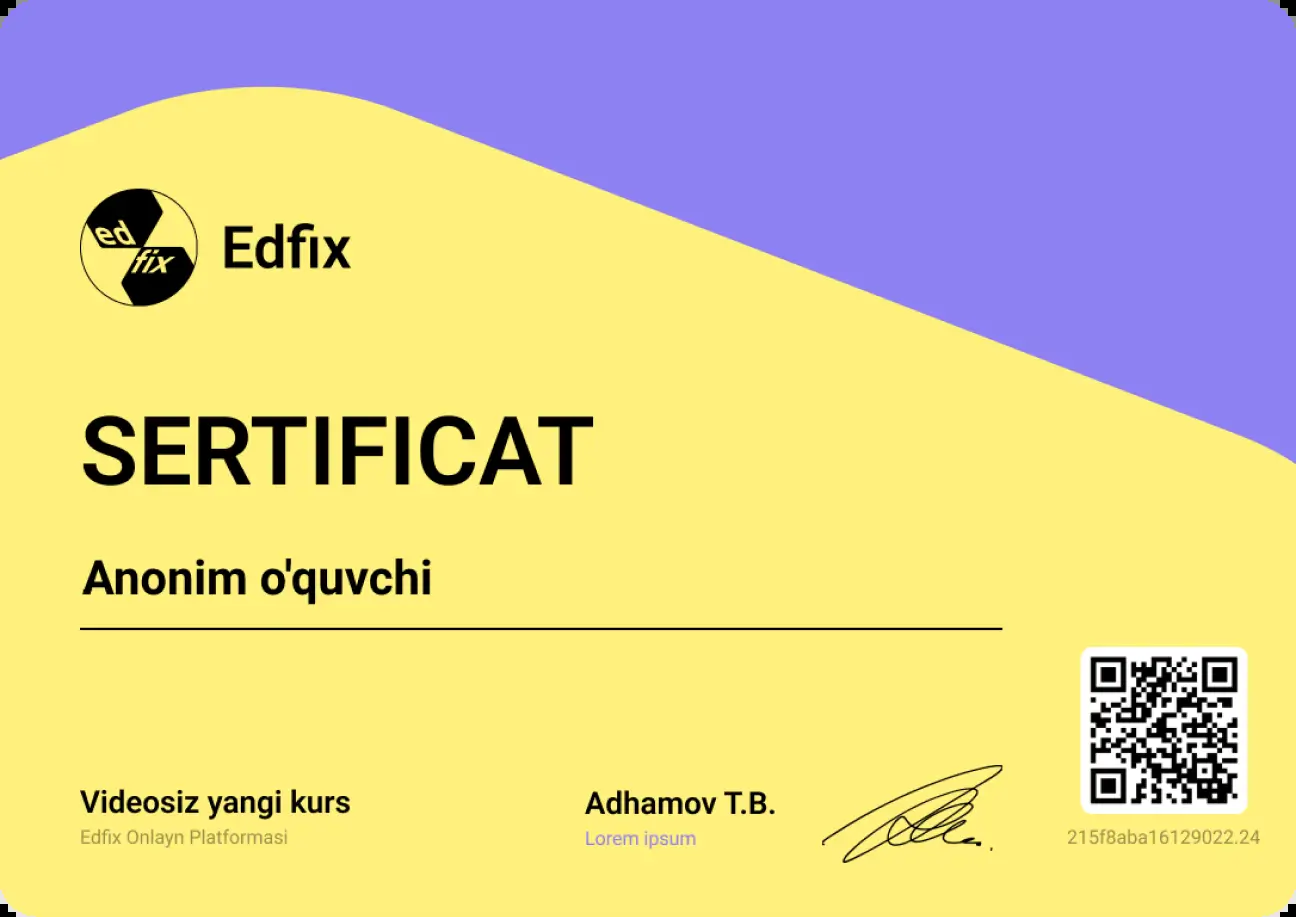 ed
fix
Edfix
SERTIFICAT
Anonim o'quvchi
Videosiz yangi kurs
Edfix Onlayn Platformasi
Adhamov T.B.
Lorem ipsum
215f8aba16129022.24